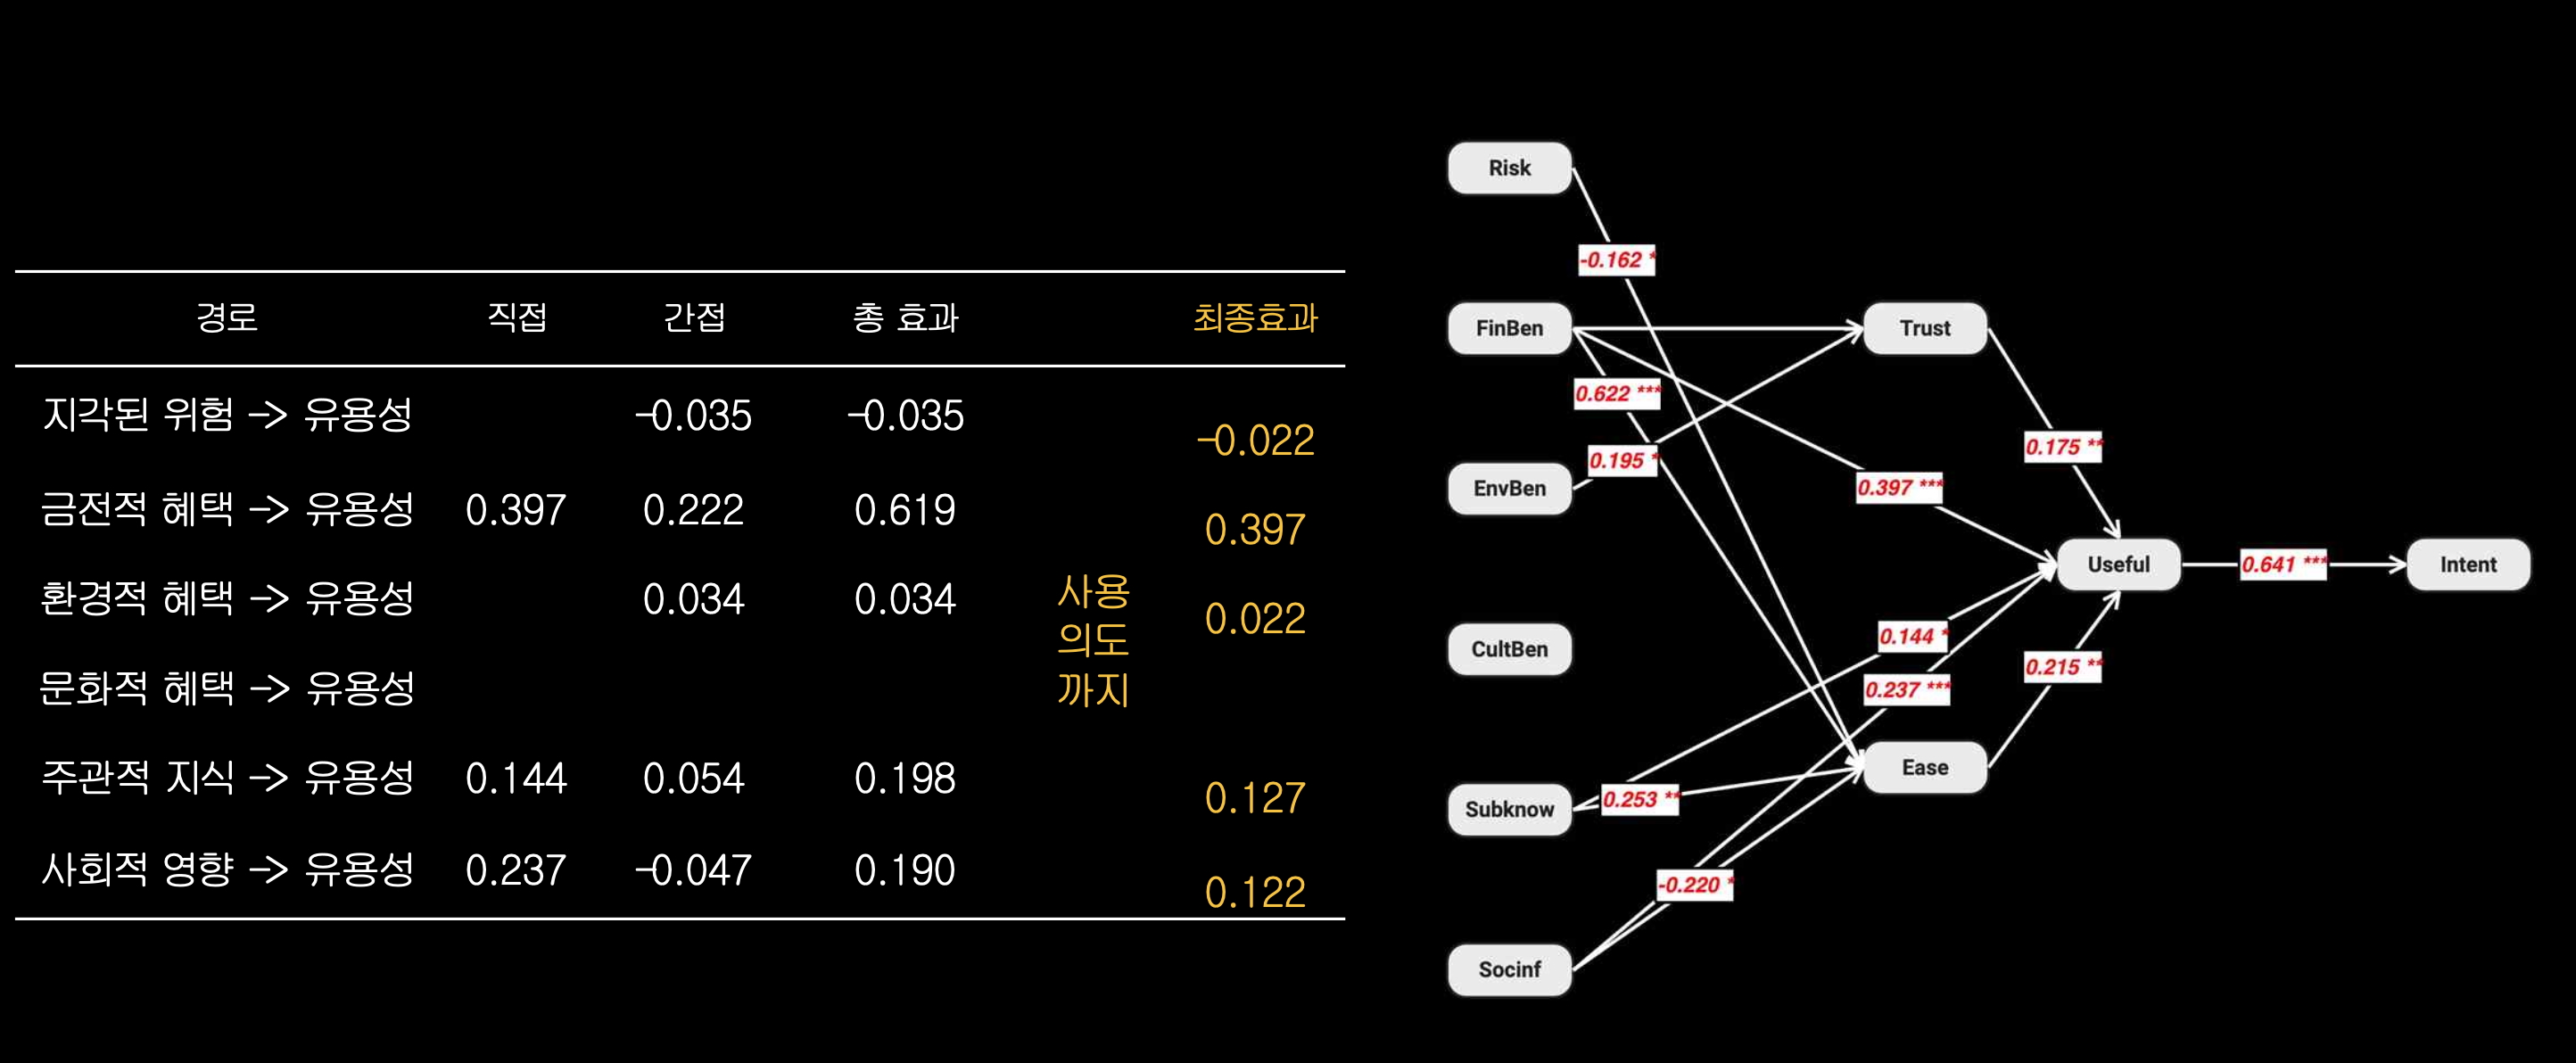 경로 직접 간접 총 효과 최종효과
지각된 위험 -> 유용성 -0.035 -0.035 -0.022
금전적 혜택 -> 유용성 0.397 0.222 0.619 0.397
환경적 혜택 -> 유용성 0.034 0.034 0.022
문화적 혜택 -> 유용성
주관적 지식 -> 유용성 0.144 0.054 0.198 0.127
사회적 영향 -> 유용성 0.237 -0.047 0.190 0.122
사용
의도
까지
Risk
-0.162 *
FinBen
Trust
0.622 ***
0.175 **
0.195 *
EnvBen
0.397 ***
Useful
0.641 ***
Intent
0.144 *
CultBen
0.215 **
0.237 ***
Ease
Subknow
0.253 **
-0.220 *
Socinf